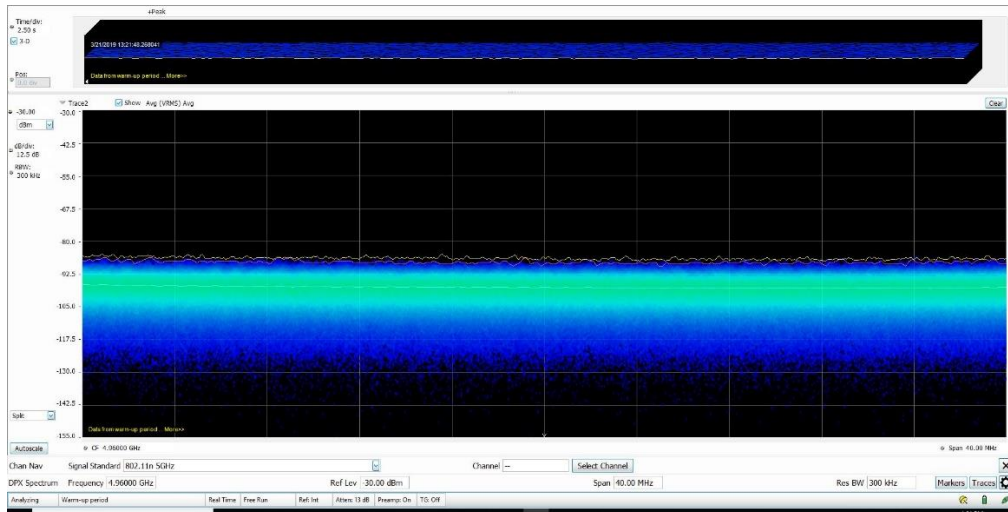 +Peak
Time/div:
2.50 s
3-D
3/21/2019 13:21:48.268041
Pos:
Data from warm-up period ... More>>
Trace2 Show Avg (VRMS) Avg Clear
-30.00
-30.0
dBm
-42.5
dB/div:
12.5 dB
RBW:
300 kHz
-55.0
-67.5
-80.0
-92.5
-105.0
-117.5
-130.0
-142.5
Split
Data from warm-up period ... More>>
-155.0
Autoscale CF 4.96000 GHz Span 40.00 MHz
Chan Nav Signal Standard 802.11n 5GHz Channel -- Select Channel
DPX Spectrum Frequency 4.96000 GHz Ref Lev -30.00 dBm Span 40.00 MHz Res BW 300 kHz Markers Traces
Analyzing Warm-up period Real Time Free Run Ref: Int Atten: 13 dB Preamp: On TG: Off